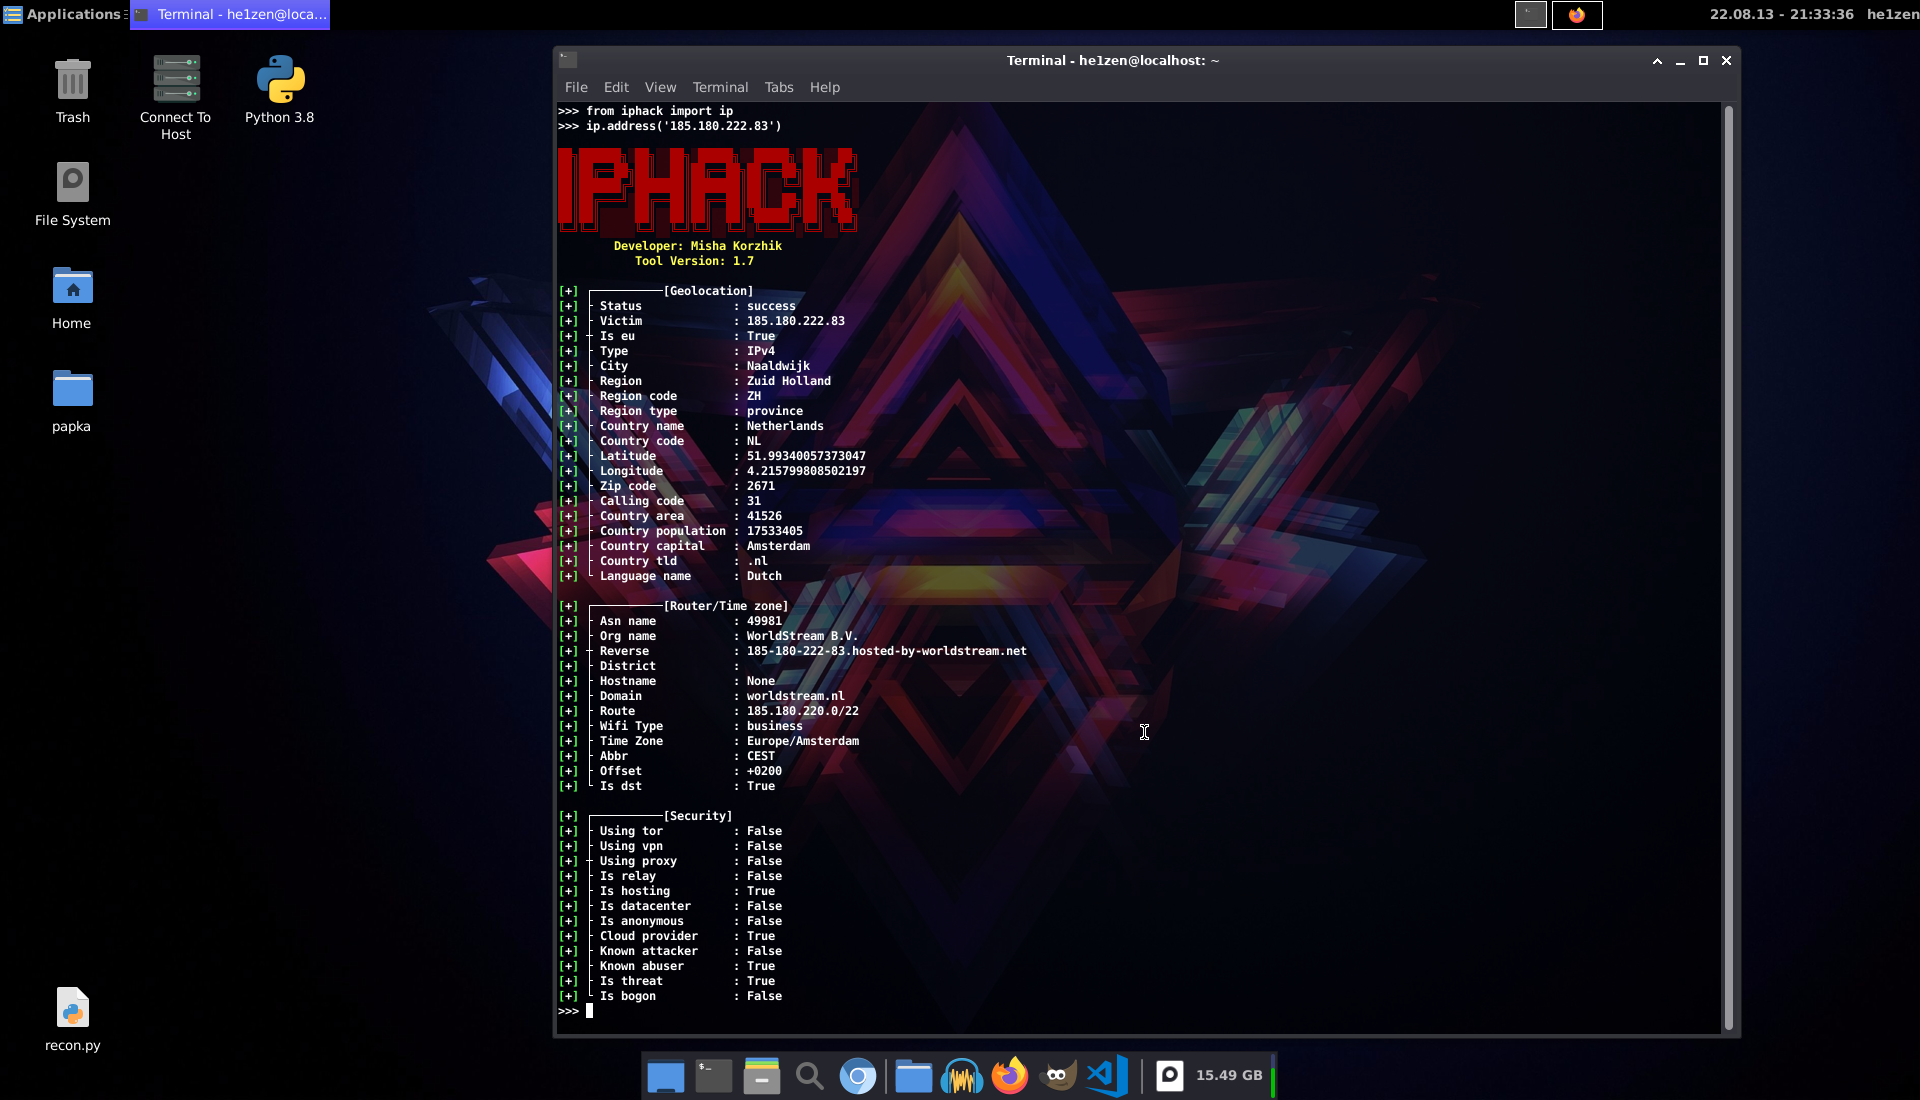 Applications
Terminal - he1zen@loca...
22.08.13 - 21:33:36
he1zen
Trash
Connect To Host
Python 3.8
File System
Home
papka
recon.py
Terminal - he1zen@localhost: ~
File Edit View Terminal Tabs Help
>>> from iphack import ip
>>> ip.address('185.180.222.83')
IPHACK
Developer: Misha Korzhik
Tool Version: 1.7
[+] [Geolocation]
[+] Status : success
[+] Victim : 185.180.222.83
[+] Is eu : True
[+] Type : IPv4
[+] City : Naaldwijk
[+] Region : Zuid Holland
[+] Region code : ZH
[+] Region type : province
[+] Country name : Netherlands
[+] Country code : NL
[+] Latitude : 51.99340057373047
[+] Longitude : 4.215799808502197
[+] Zip code : 2671
[+] Calling code : 31
[+] Country area : 41526
[+] Country population : 17533405
[+] Country capital : Amsterdam
[+] Country tld : .nl
[+] Language name : Dutch
[+] [Router/Time zone]
[+] Asn name : 49981
[+] Org name : WorldStream B.V.
[+] Reverse : 185-180-222-83.hosted-by-worldstream.net
[+] District :
[+] Hostname : None
[+] Domain : worldstream.nl
[+] Route : 185.180.220.0/22
[+] Wifi Type : business
[+] Time Zone : Europe/Amsterdam
[+] Abbr : CEST
[+] Offset : +0200
[+] Is dst : True
[+] [Security]
[+] Using tor : False
[+] Using vpn : False
[+] Using proxy : False
[+] Is relay : False
[+] Is hosting : True
[+] Is datacenter : False
[+] Is anonymous : False
[+] Cloud provider : True
[+] Known attacker : False
[+] Known abuser : True
[+] Is threat : True
[+] Is bogon : False
>>>
15.49 GB